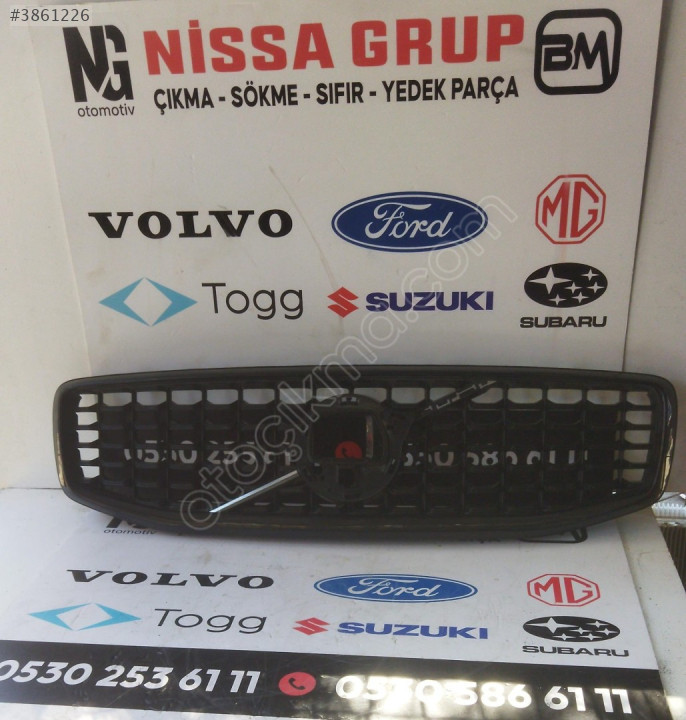 #3861226
NG NİSSA GRUP BM
otomotiv ÇIKMA - SÖKME - SIFIR - YEDEK PARÇA
VOLVO Ford MG
Togg SUZUKI SUBARU
otocikma.com
otomotiv
VOLVO Ford MG
Togg SUZUKI SUBARU
0530 253 61 11 0530 586 61 11